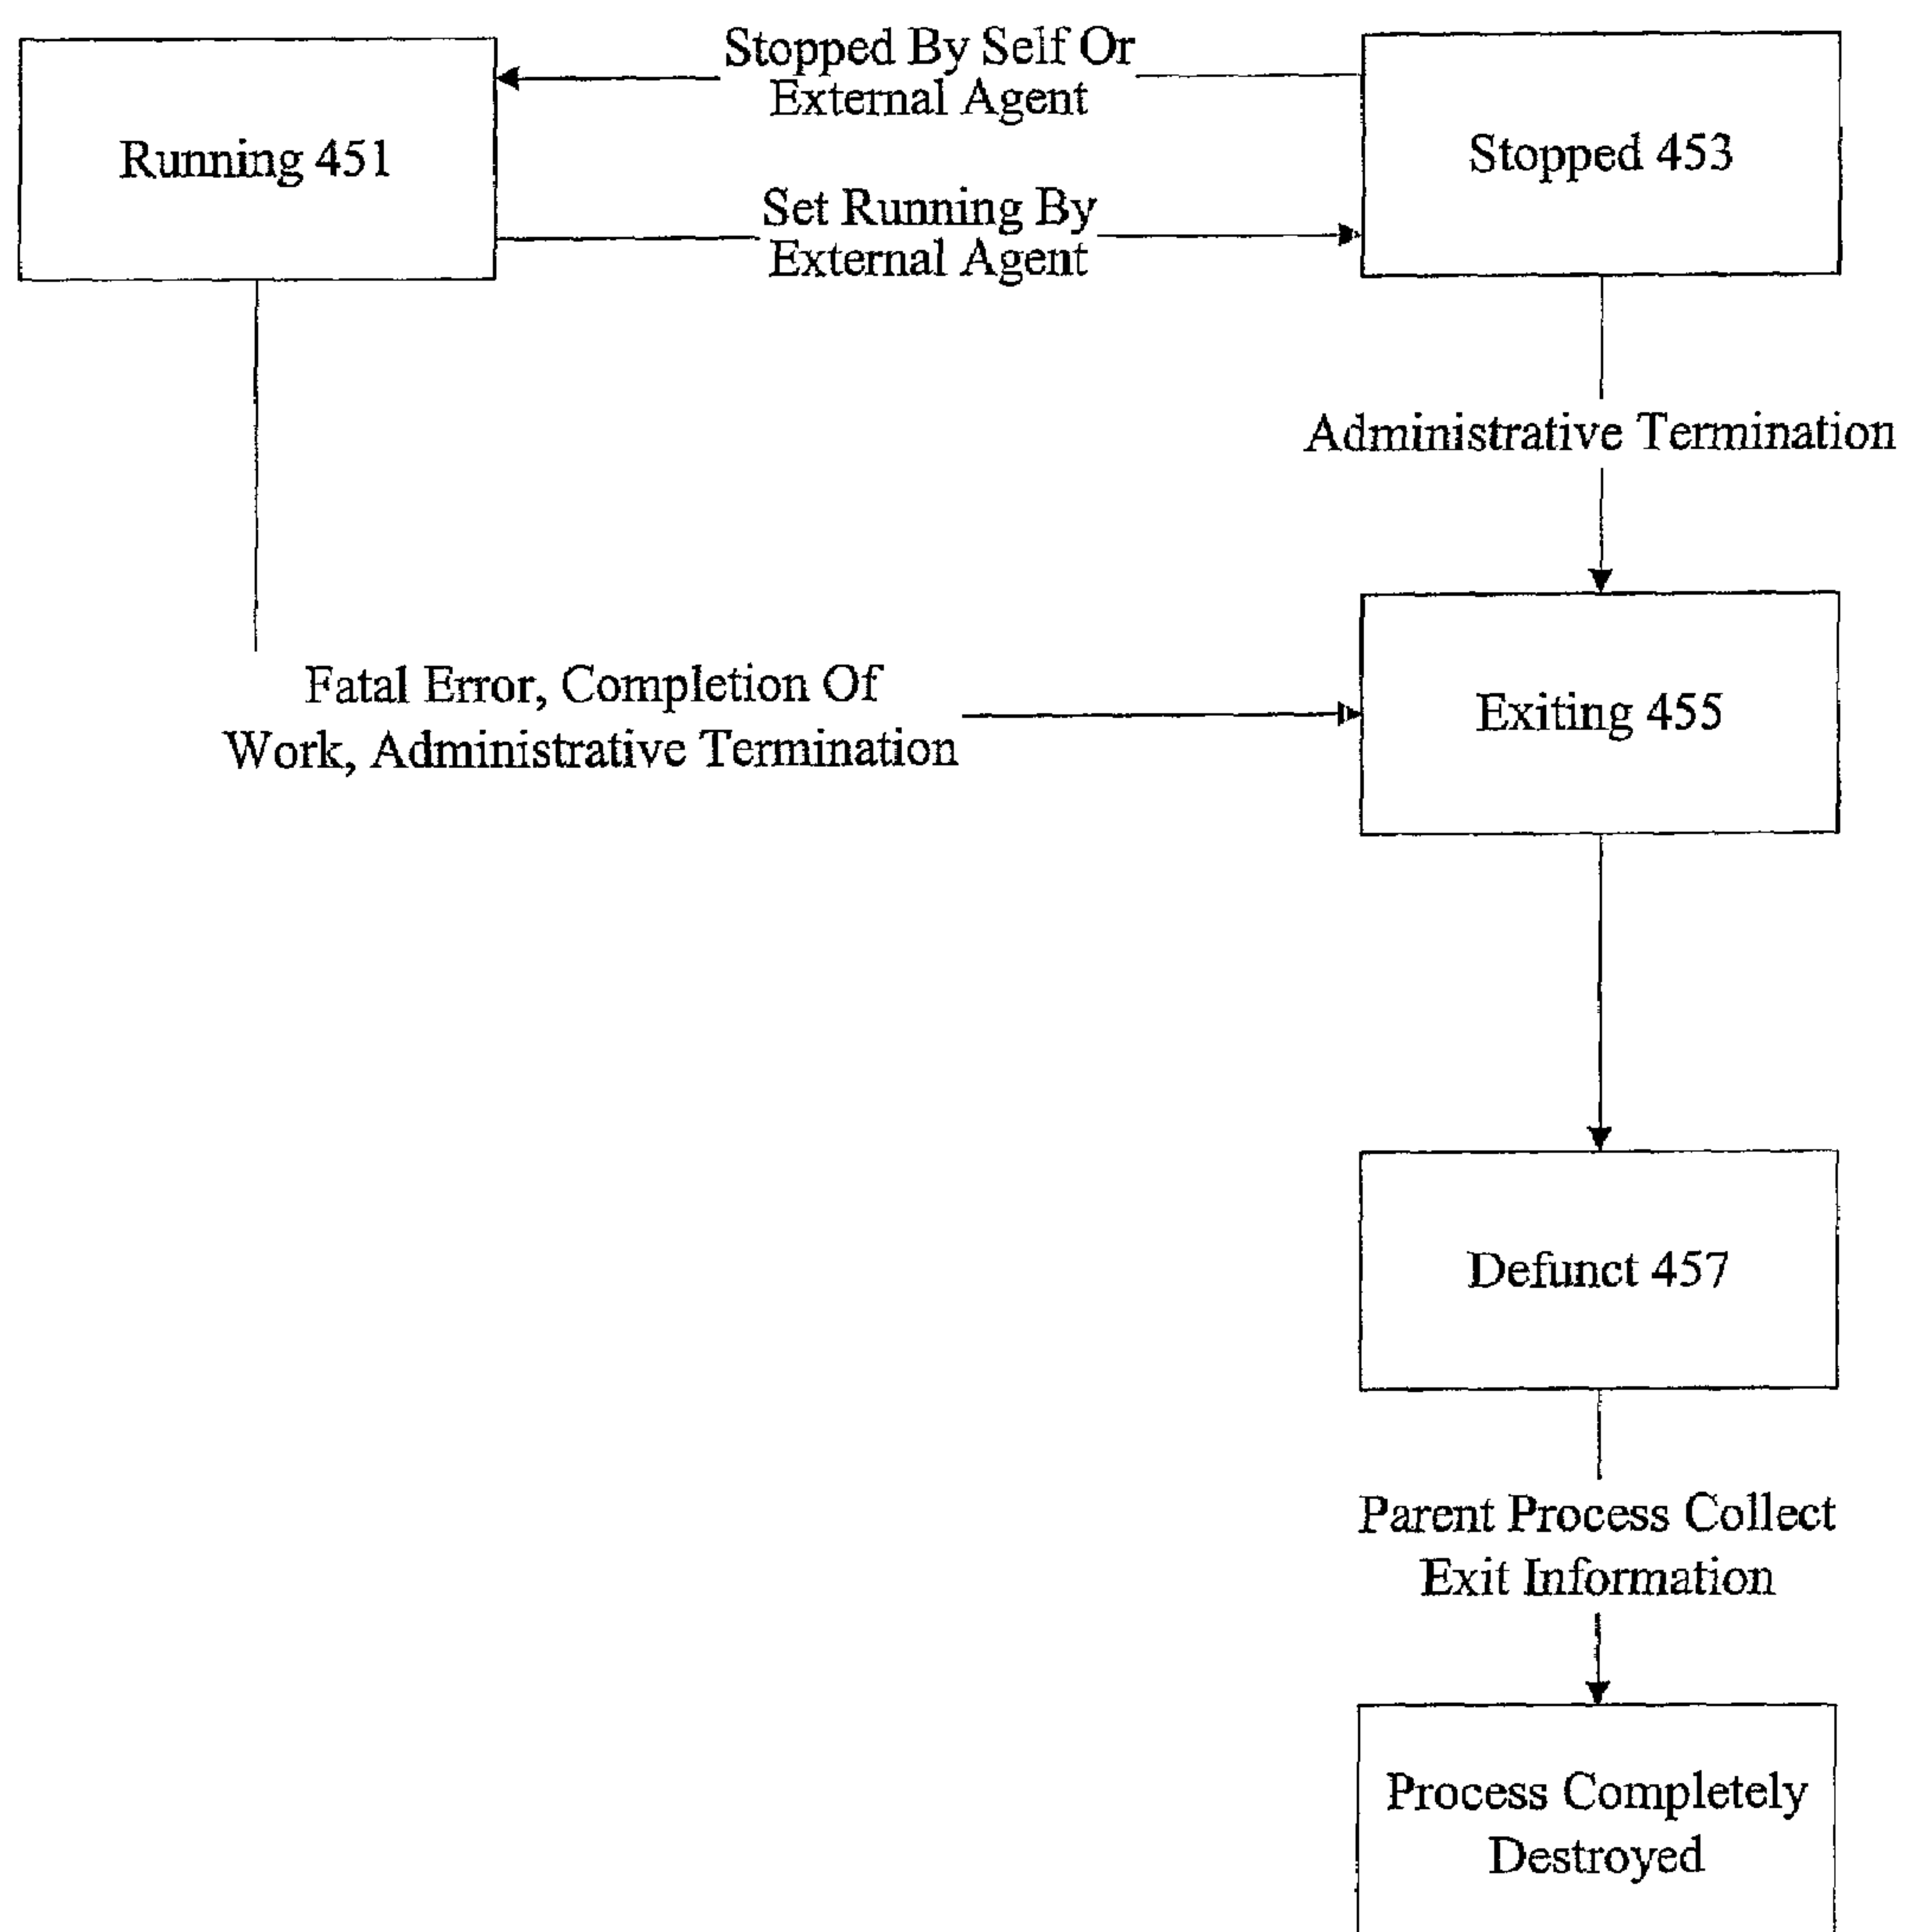 Stopped By Self Or
External Agent
Running 451
Stopped 453
Set Running By
External Agent
Administrative Termination
Fatal Error, Completion Of
Work, Administrative Termination
Exiting 455
Defunct 457
Parent Process Collect
Exit Information
Process Completely
Destroyed